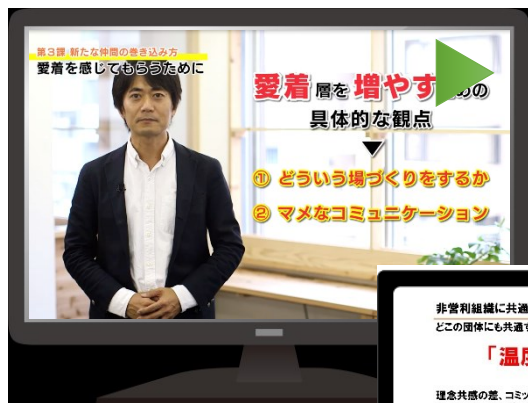 第3課 新たな仲間の巻き込み方
愛着を感じてもらうために
愛着層を増やす の
具体的な観点
① どういう場づくりをするか
② マメなコミュニケーション
非営利組織に共通
どこの団体にも共通
「温
理念共感の差、コミッ